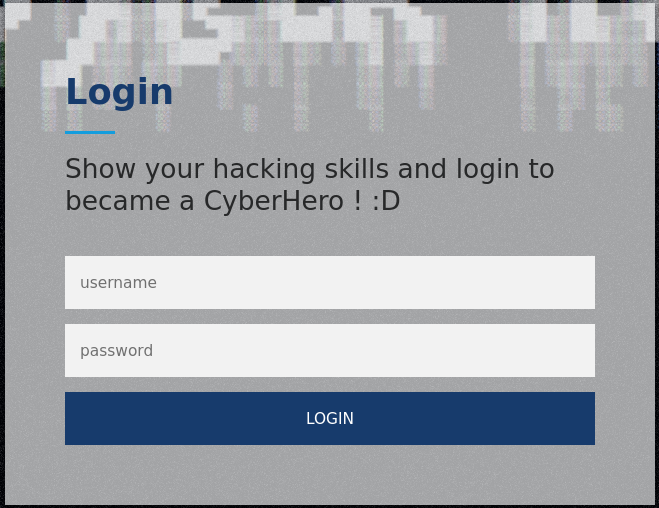 Login
Show your hacking skills and login to
became a CyberHero ! :D
username
password
LOGIN